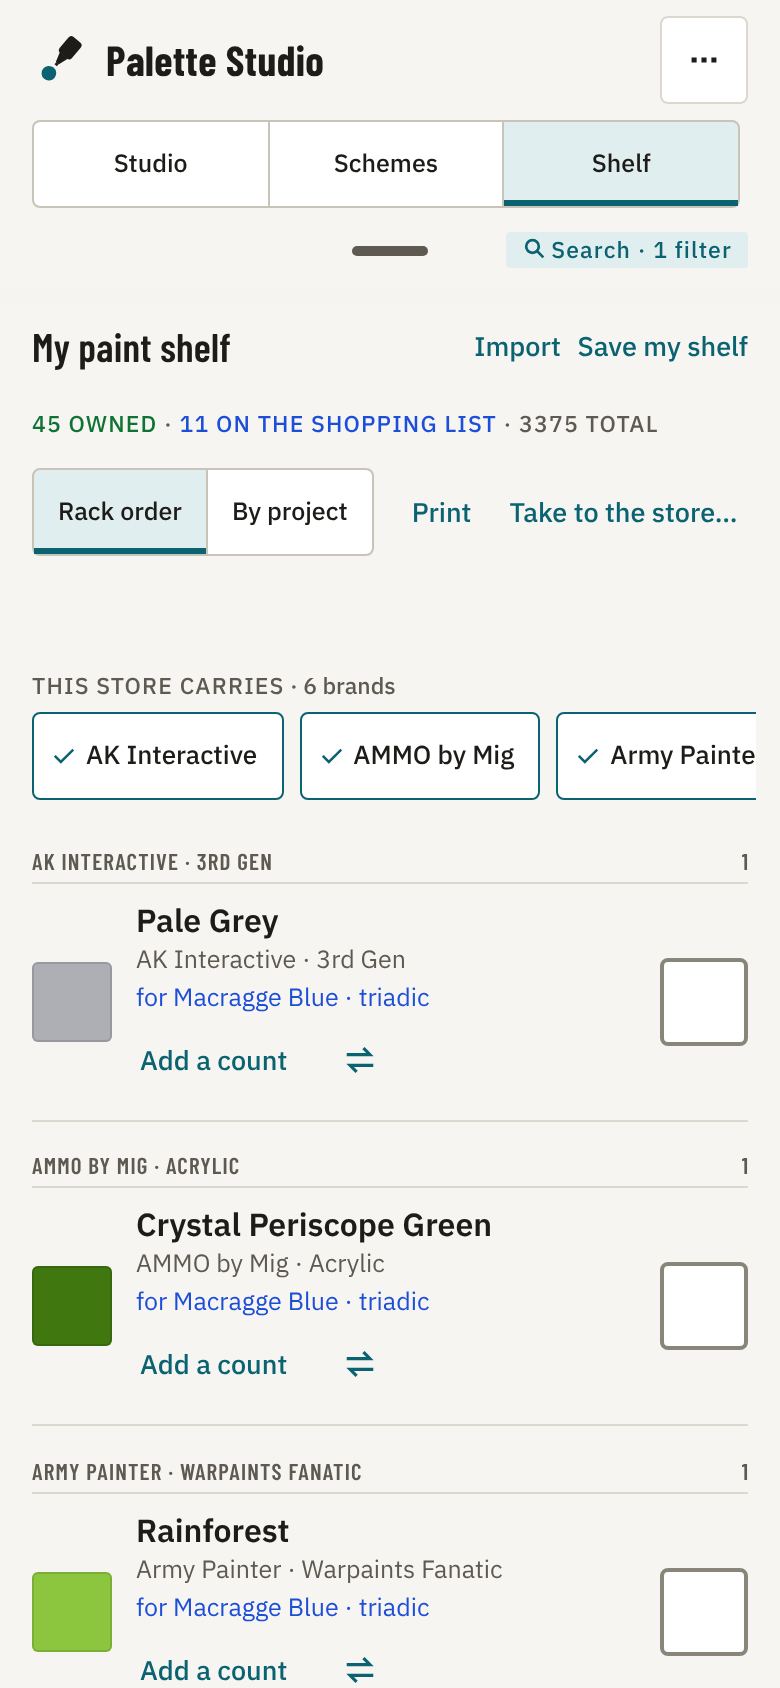 Palette Studio
...
Studio Schemes Shelf
Search · 1 filter
My paint shelf Import Save my shelf
45 OWNED · 11 ON THE SHOPPING LIST · 3375 TOTAL
Rack order By project Print Take to the store...
THIS STORE CARRIES · 6 brands
AK Interactive AMMO by Mig Army Painte
AK INTERACTIVE · 3RD GEN 1
Pale Grey
AK Interactive · 3rd Gen
for Macragge Blue · triadic
Add a count
AMMO BY MIG · ACRYLIC 1
Crystal Periscope Green
AMMO by Mig · Acrylic
for Macragge Blue · triadic
Add a count
ARMY PAINTER · WARPAINTS FANATIC 1
Rainforest
Army Painter · Warpaints Fanatic
for Macragge Blue · triadic
Add a count